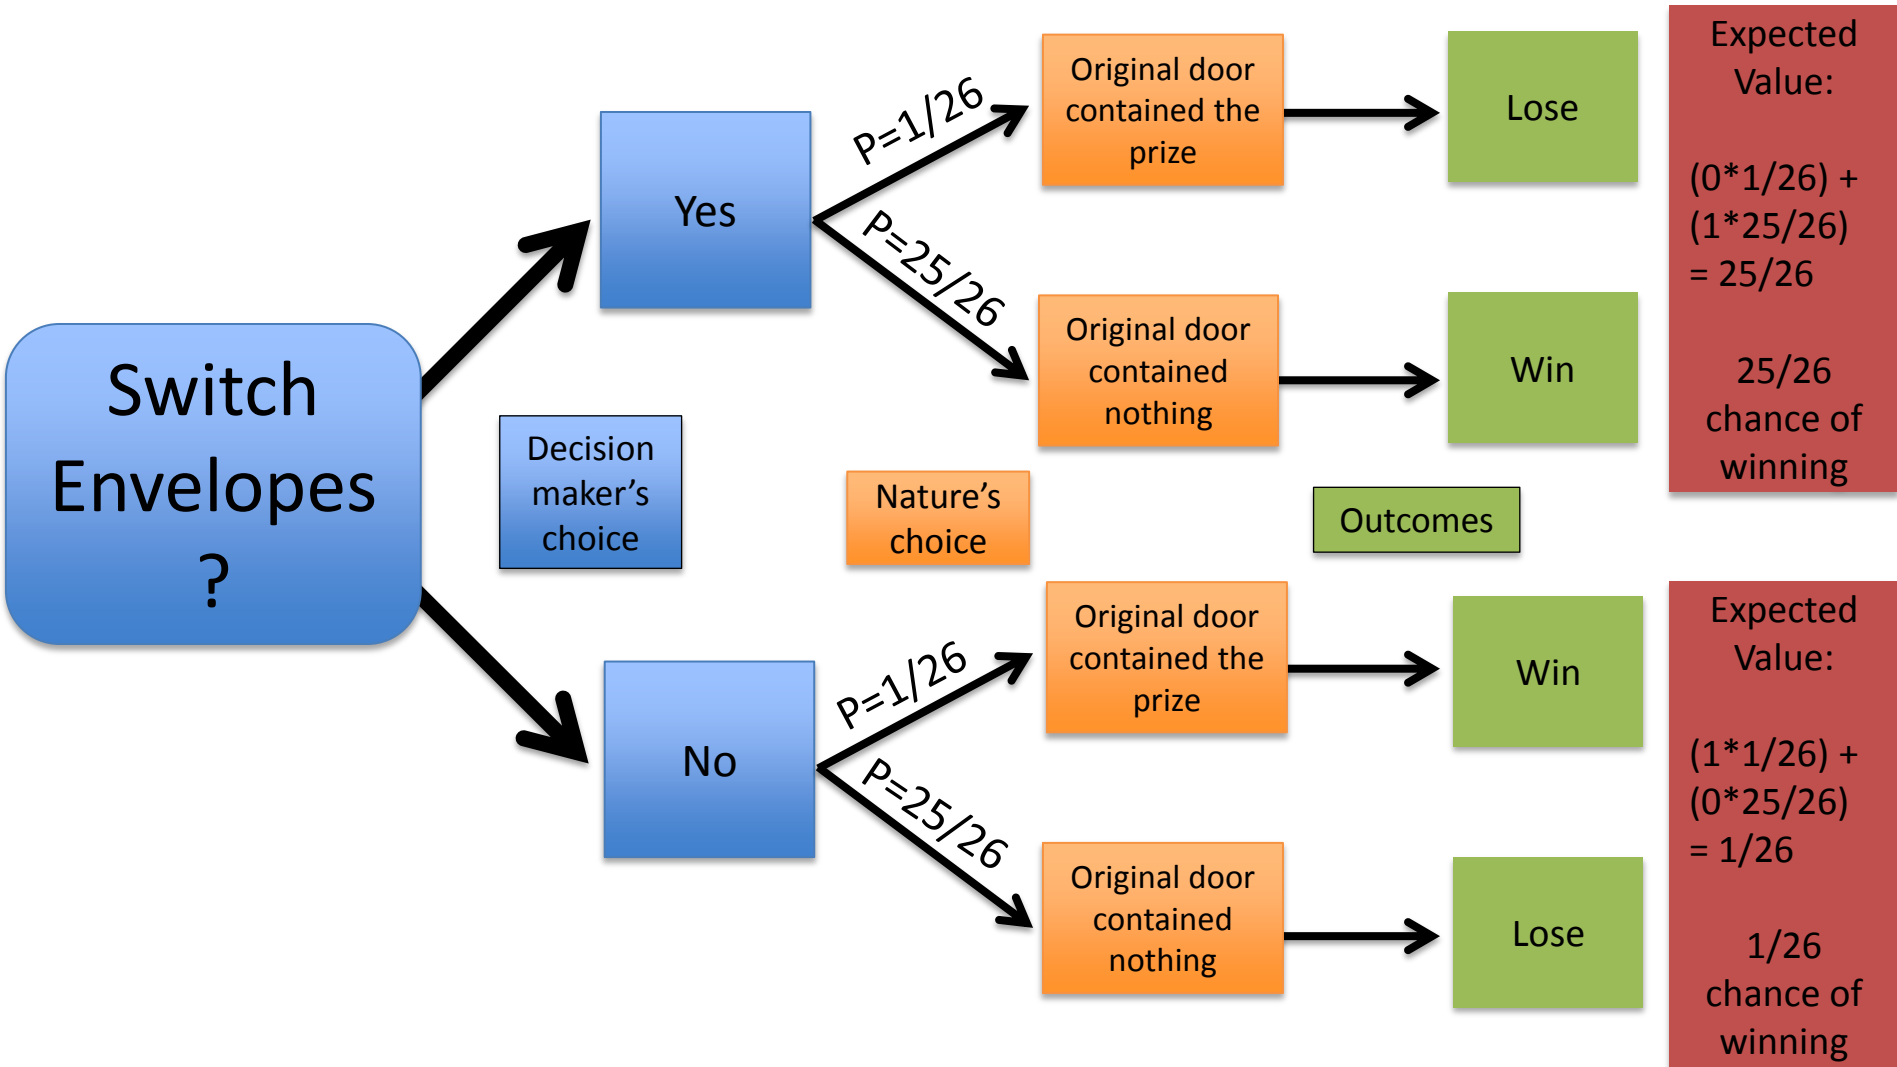 Switch
Envelopes
?
Yes
P=1/26
Original door
contained the
prize
Lose
P=25/26
Original door
contained
nothing
Win
Expected
Value:
(0*1/26) +
(1*25/26)
= 25/26
25/26
chance of
winning
Decision
maker’s
choice
Nature’s
choice
Outcomes
No
P=1/26
Original door
contained the
prize
Win
P=25/26
Original door
contained
nothing
Lose
Expected
Value:
(1*1/26) +
(0*25/26)
= 1/26
1/26
chance of
winning